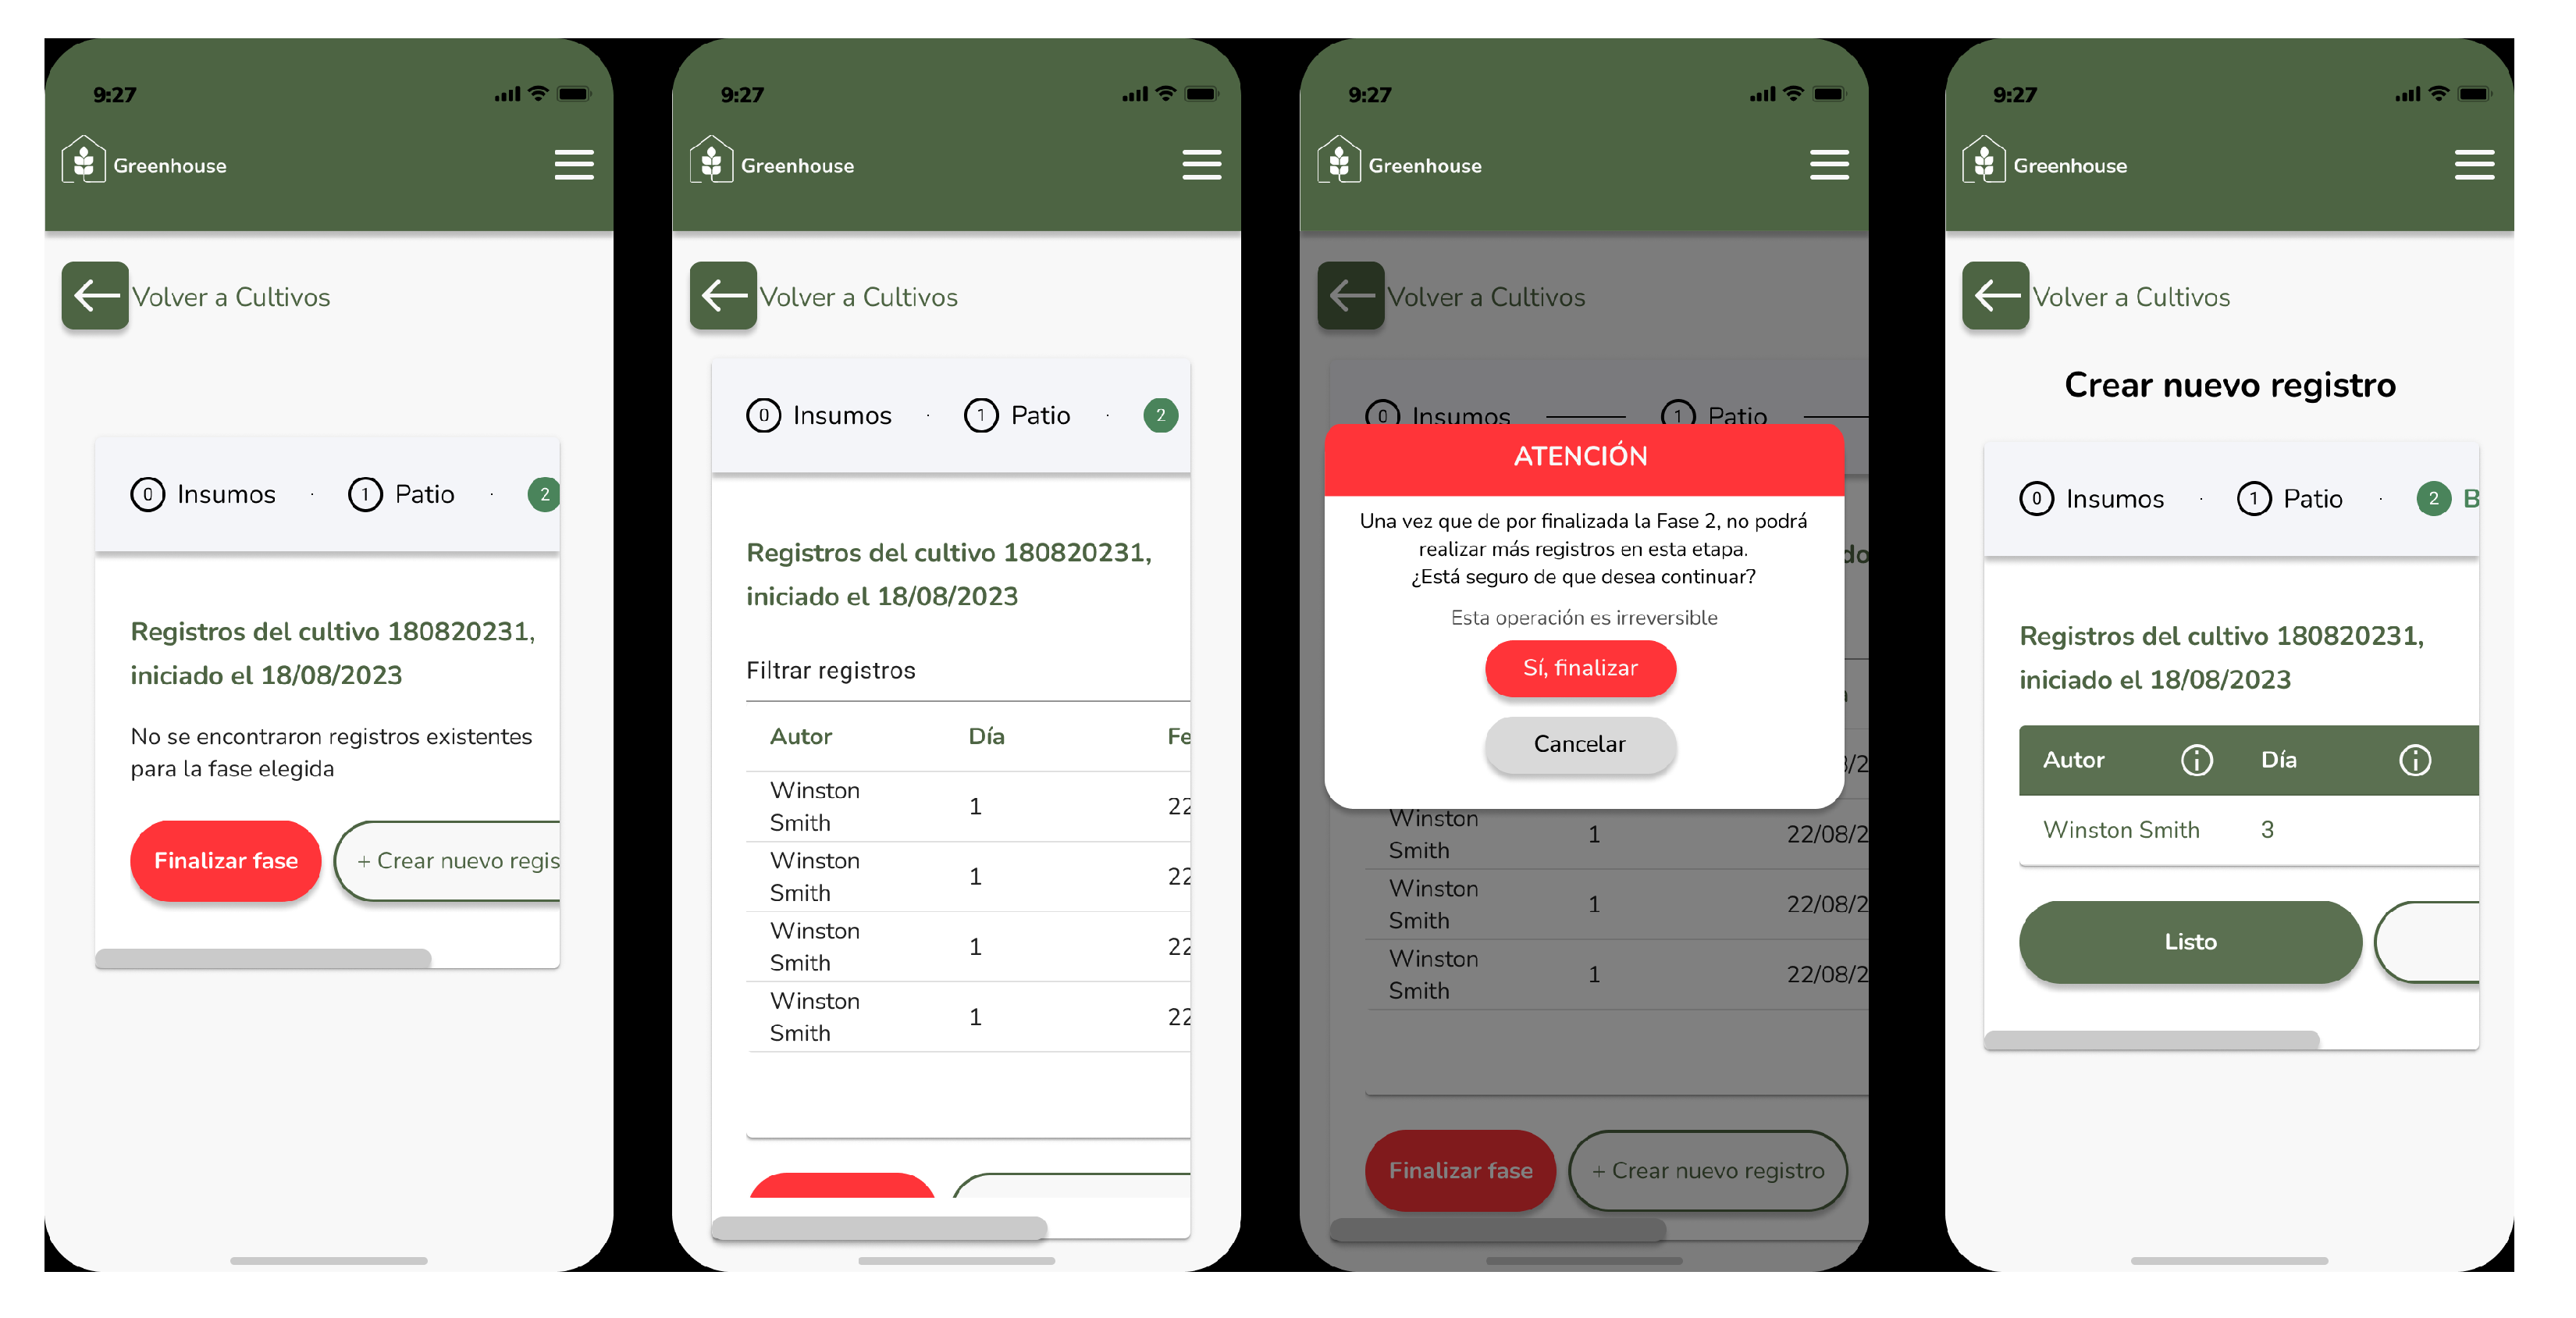 9:27
Greenhouse
Volver a Cultivos
0 Insumos · 1 Patio · 2
Registros del cultivo 180820231,
iniciado el 18/08/2023
No se encontraron registros existentes
para la fase elegida
Finalizar fase
+ Crear nuevo regis
9:27
Greenhouse
Volver a Cultivos
0 Insumos · 1 Patio · 2
Registros del cultivo 180820231,
iniciado el 18/08/2023
Filtrar registros
Autor Día Fe
Winston
Smith
1 22
Winston
Smith
1 22
Winston
Smith
1 22
Winston
Smith
1 22
9:27
Greenhouse
Volver a Cultivos
0 Insumos 1 Patio
ATENCIÓN
Una vez que de por finalizada la Fase 2, no podrá
realizar más registros en esta etapa.
¿Está seguro de que desea continuar?
Esta operación es irreversible
Sí, finalizar
Cancelar
do
/2
Winston
Smith
1 22/08/2
Winston
Smith
1 22/08/2
Winston
Smith
1 22/08/2
Finalizar fase
+ Crear nuevo registro
9:27
Greenhouse
Volver a Cultivos
Crear nuevo registro
0 Insumos · 1 Patio · 2 B
Registros del cultivo 180820231,
iniciado el 18/08/2023
Autor Día
Winston Smith 3
Listo